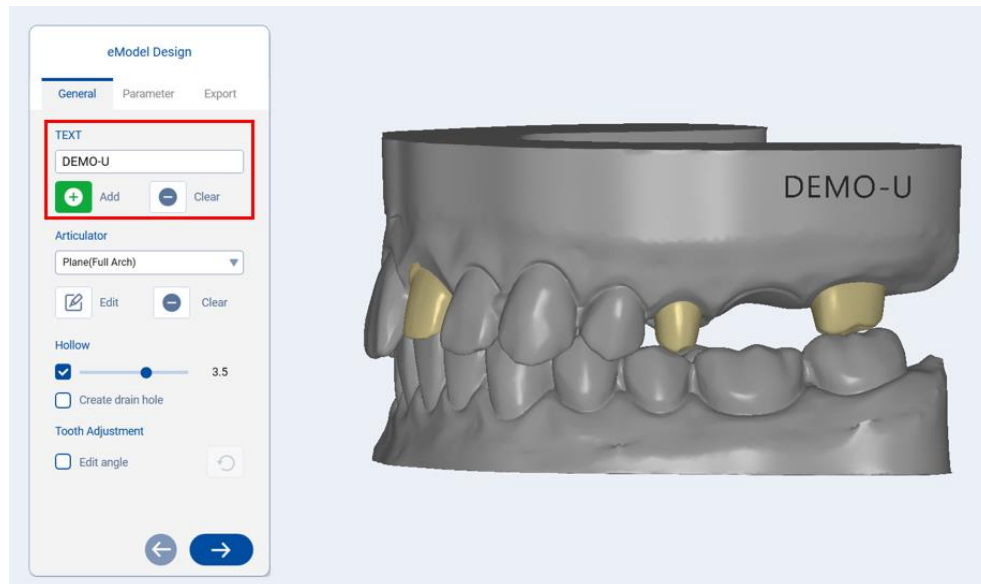 eModel Design
General Parameter Export
TEXT
DEMO-U
Add Clear
Articulator
Plane(Full Arch)
Edit Clear
Hollow
3.5
Create drain hole
Tooth Adjustment
Edit angle
DEMO-U